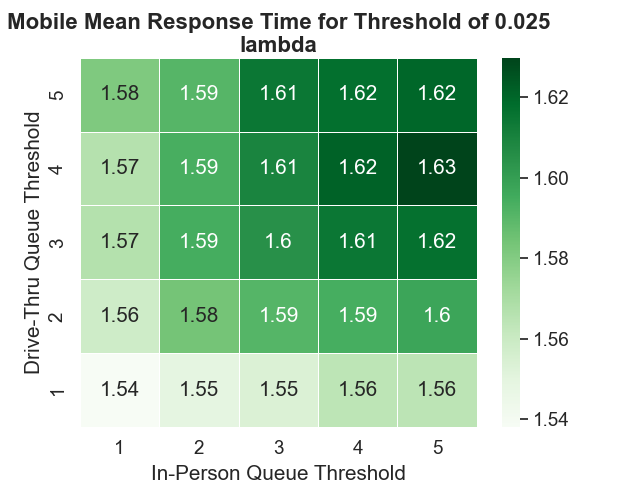 Mobile Mean Response Time for Threshold of 0.025
lambda
Drive-Thru Queue Threshold
5 1.58 1.59 1.61 1.62 1.62
4 1.57 1.59 1.61 1.62 1.63
3 1.57 1.59 1.6 1.61 1.62
2 1.56 1.58 1.59 1.59 1.6
1 1.54 1.55 1.55 1.56 1.56
1 2 3 4 5
In-Person Queue Threshold
1.62
1.60
1.58
1.56
1.54